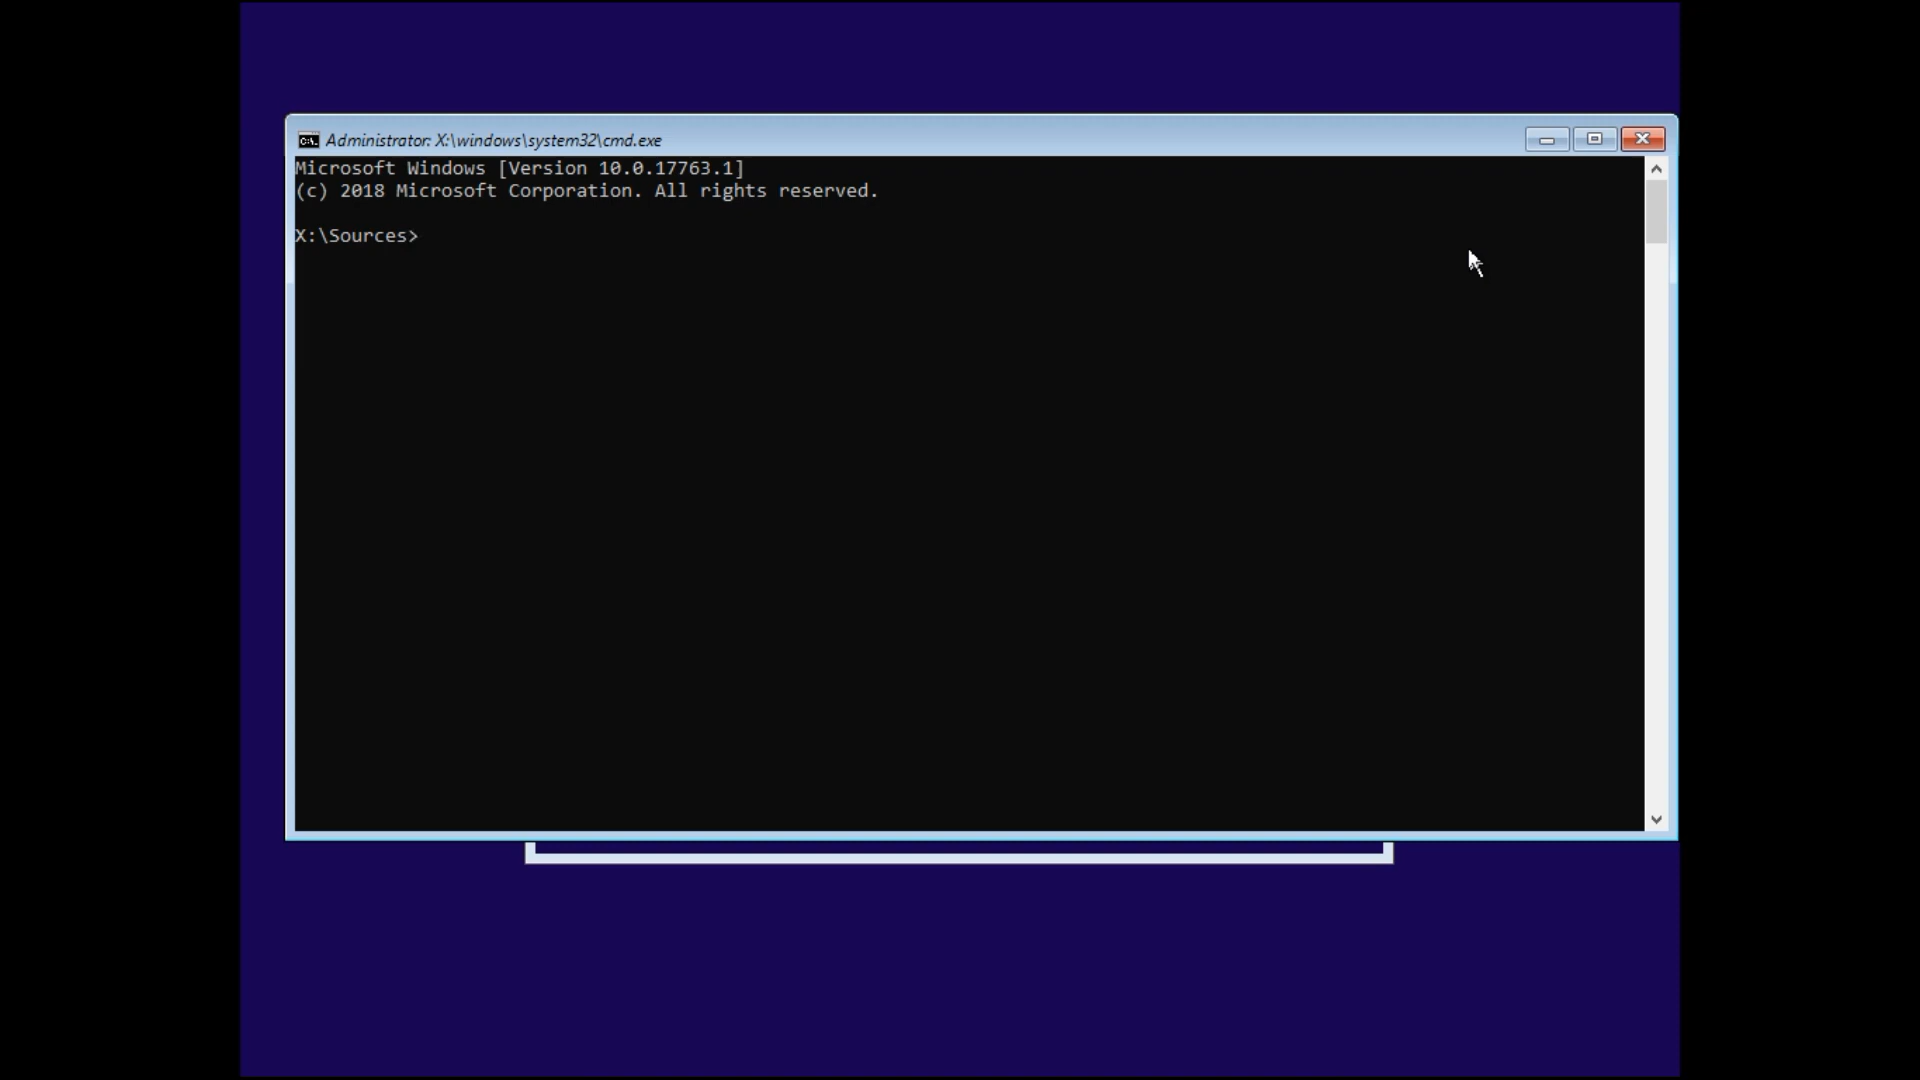 Administrator: X:\windows\system32\cmd.exe
Microsoft Windows [Version 10.0.17763.1]
(c) 2018 Microsoft Corporation. All rights reserved.
X:\Sources>